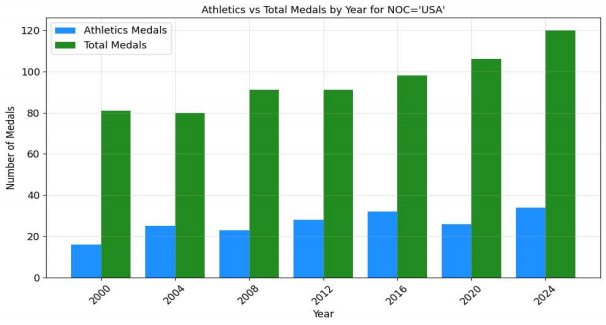 Athletics vs Total Medals by Year for NOC='USA'
Athletics Medals
Total Medals
Number of Medals
120
100
80
60
40
20
0
2000 2004 2008 2012 2016 2020 2024
Year